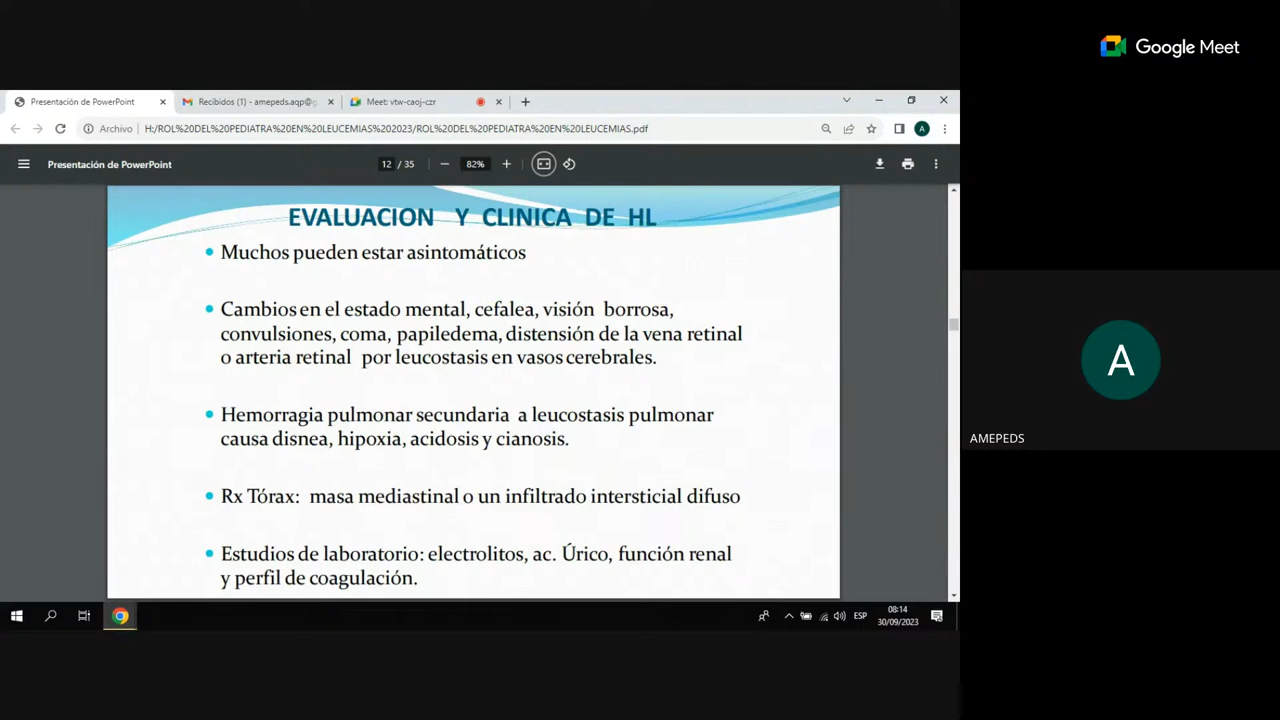 Google Meet
Presentación de PowerPoint
Recibidos (1) - amepeds.aqp@g
Meet: vtw-caoj-czr
Archivo
H:/ROL%20DEL%20PEDIATRA%20EN%20LEUCEMIAS%202023/ROL%20DEL%20PEDIATRA%20EN%20LEUCEMIAS.pdf
A
Presentación de PowerPoint
12 / 35
82%
EVALUACION Y CLINICA DE HL
Muchos pueden estar asintomáticos
Cambios en el estado mental, cefalea, visión borrosa,
convulsiones, coma, papiledema, distensión de la vena retinal
o arteria retinal por leucostasis en vasos cerebrales.
Hemorragia pulmonar secundaria a leucostasis pulmonar
causa disnea, hipoxia, acidosis y cianosis.
Rx Tórax: masa mediastinal o un infiltrado intersticial difuso
Estudios de laboratorio: electrolitos, ac. Úrico, función renal
y perfil de coagulación.
A
AMEPEDS
ESP
08:14
30/09/2023